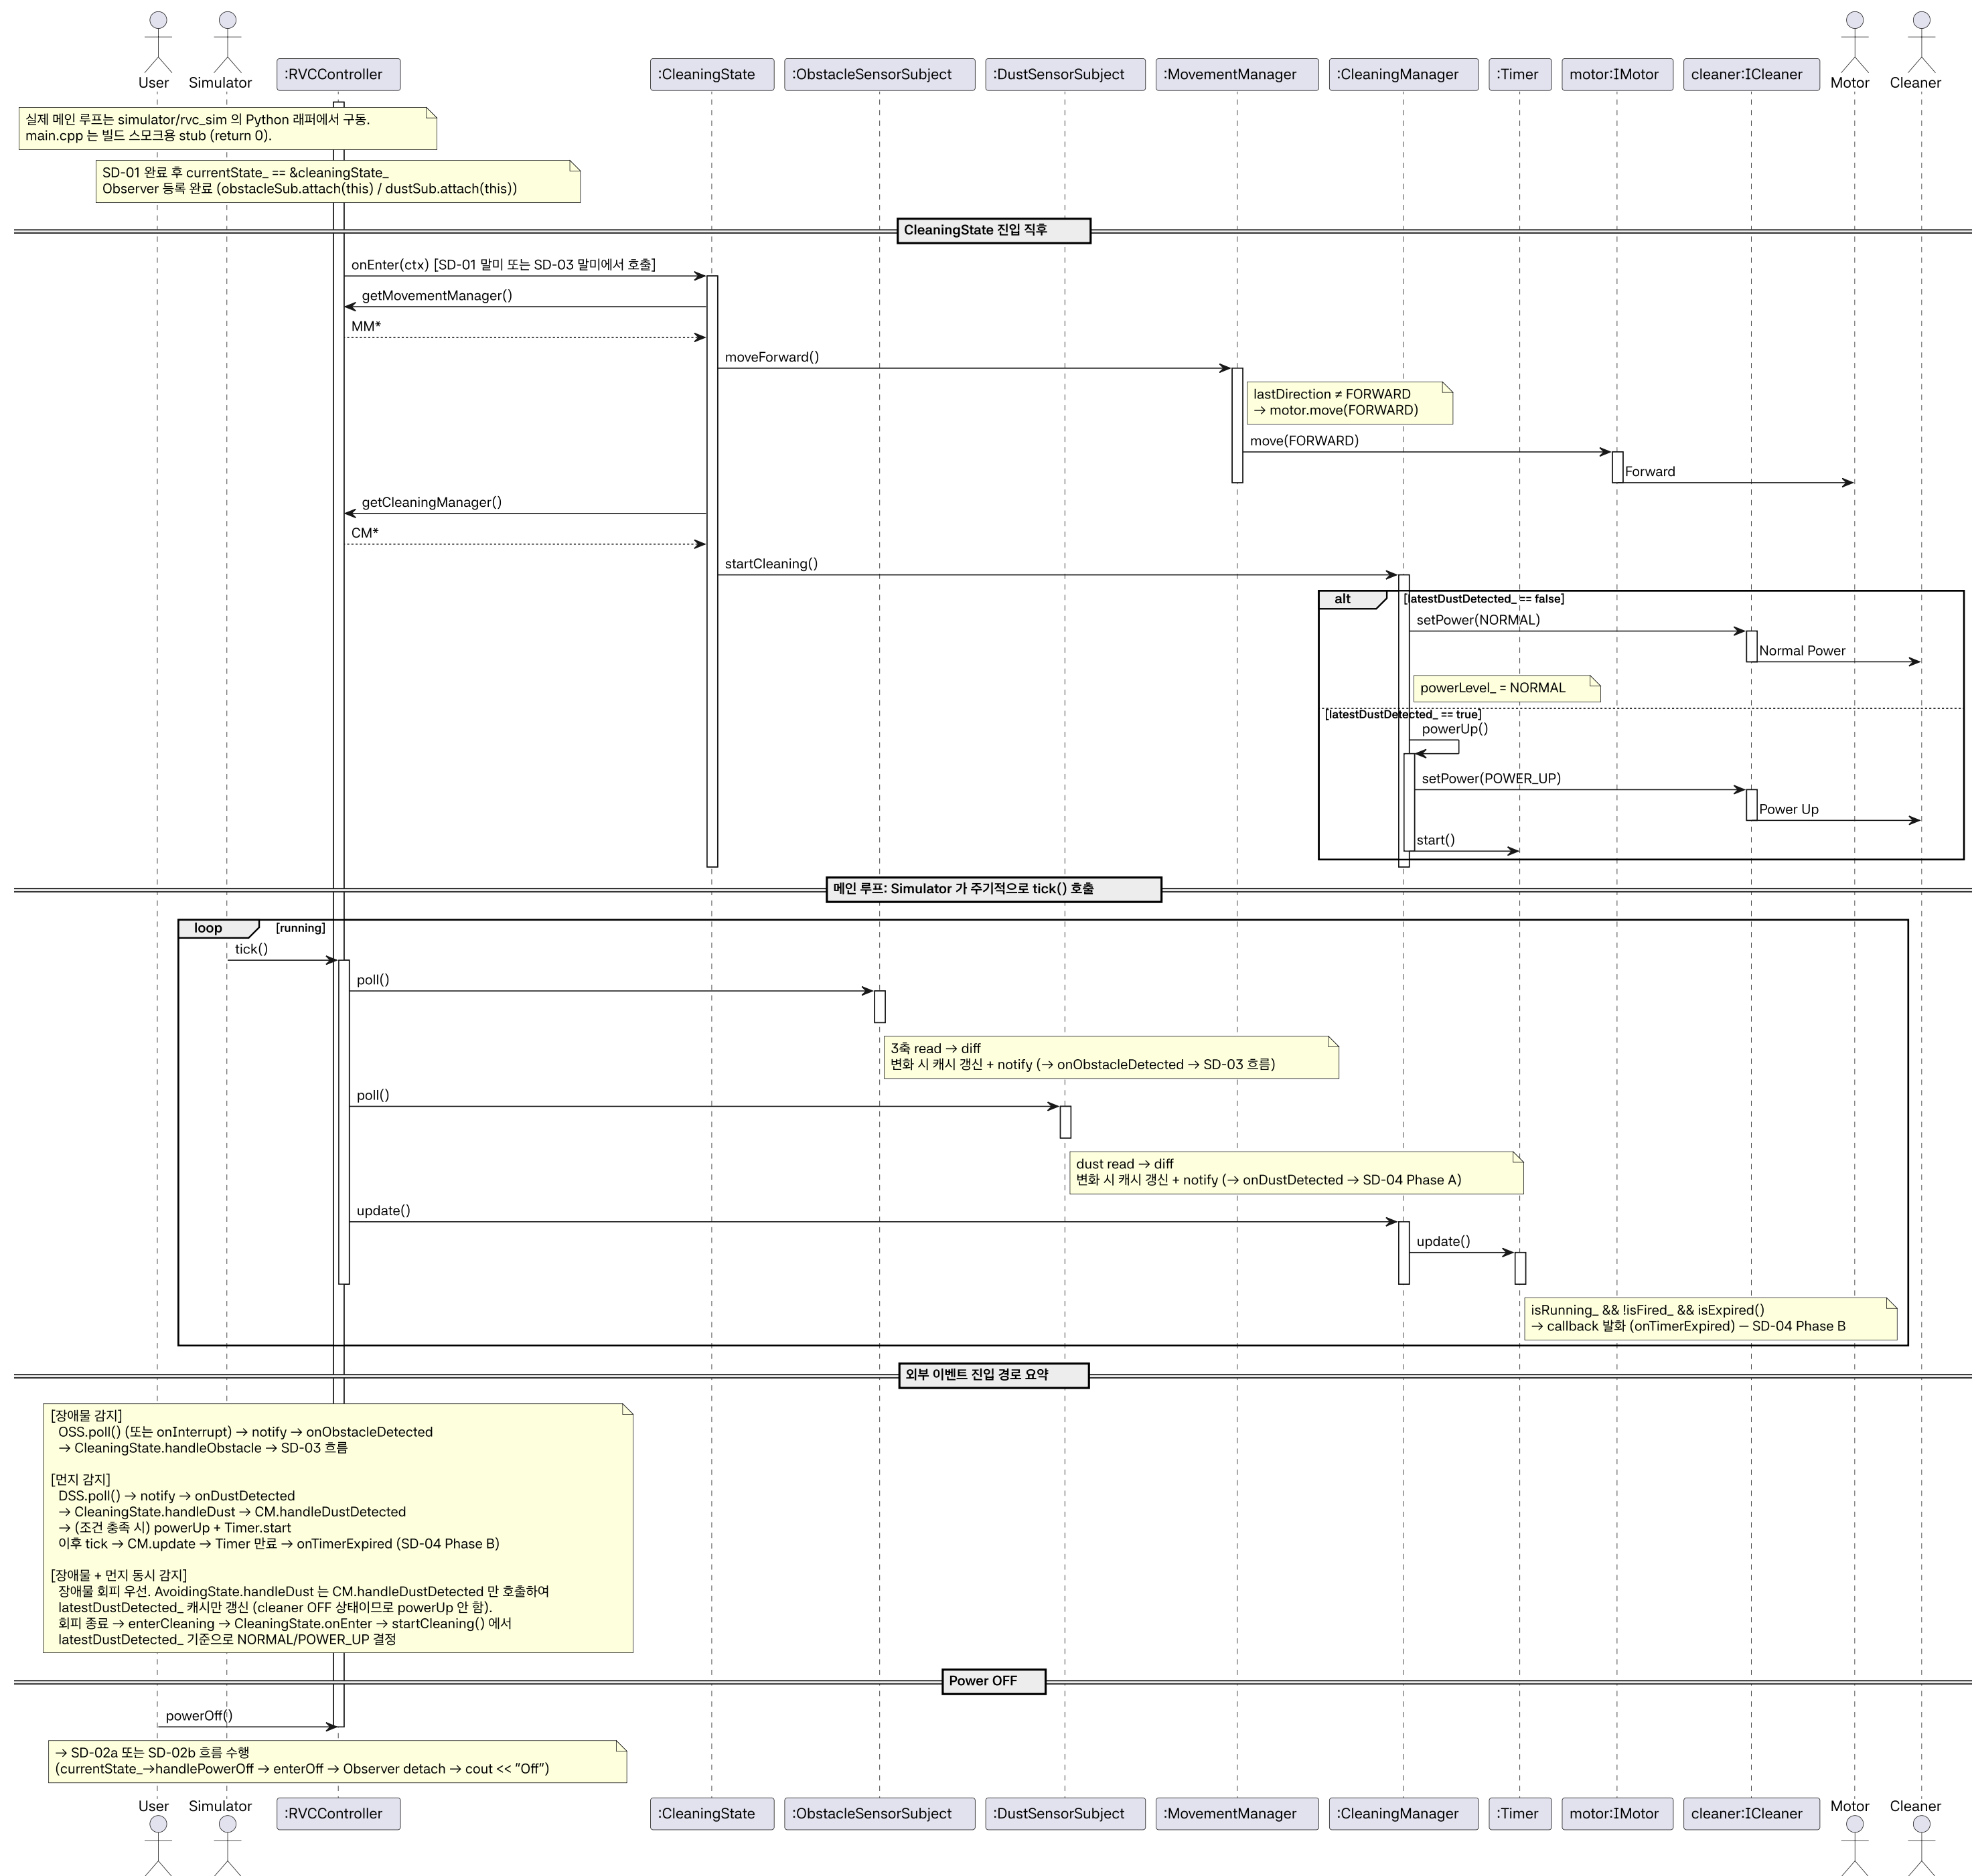 User
Simulator
:RVCController
:CleaningState
:ObstacleSensorSubject
:DustSensorSubject
:MovementManager
:CleaningManager
:Timer
motor:IMotor
cleaner:ICleaner
Motor
Cleaner
실제 메인 루프는 simulator/rvc_sim 의 Python 래퍼에서 구동.
main.cpp 는 빌드 스모크용 stub (return 0).
SD-01 완료 후 currentState_ == &cleaningState_
Observer 등록 완료 (obstacleSub.attach(this) / dustSub.attach(this))
CleaningState 진입 직후
onEnter(ctx) [SD-01 말미 또는 SD-03 말미에서 호출]
getMovementManager()
MM*
moveForward()
lastDirection ≠ FORWARD
→ motor.move(FORWARD)
move(FORWARD)
Forward
getCleaningManager()
CM*
startCleaning()
alt
[latestDustDetected_ == false]
setPower(NORMAL)
Normal Power
powerLevel_ = NORMAL
[latestDustDetected_ == true]
powerUp()
setPower(POWER_UP)
Power Up
start()
메인 루프: Simulator 가 주기적으로 tick() 호출
loop
[running]
tick()
poll()
3축 read → diff
변화 시 캐시 갱신 + notify (→ onObstacleDetected → SD-03 흐름)
poll()
dust read → diff
변화 시 캐시 갱신 + notify (→ onDustDetected → SD-04 Phase A)
update()
update()
isRunning_ && !isFired_ && isExpired()
→ callback 발화 (onTimerExpired) — SD-04 Phase B
외부 이벤트 진입 경로 요약
[장애물 감지]
OSS.poll() (또는 onInterrupt) → notify → onObstacleDetected
→ CleaningState.handleObstacle → SD-03 흐름
[먼지 감지]
DSS.poll() → notify → onDustDetected
→ CleaningState.handleDust → CM.handleDustDetected
→ (조건 충족 시) powerUp + Timer.start
이후 tick → CM.update → Timer 만료 → onTimerExpired (SD-04 Phase B)
[장애물 + 먼지 동시 감지]
장애물 회피 우선. AvoidingState.handleDust 는 CM.handleDustDetected 만 호출하여
latestDustDetected_ 캐시만 갱신 (cleaner OFF 상태이므로 powerUp 안 함).
회피 종료 → enterCleaning → CleaningState.onEnter → startCleaning() 에서
latestDustDetected_ 기준으로 NORMAL/POWER_UP 결정
Power OFF
powerOff()
→ SD-02a 또는 SD-02b 흐름 수행
(currentState_→handlePowerOff → enterOff → Observer detach → cout << "Off")
User
Simulator
:RVCController
:CleaningState
:ObstacleSensorSubject
:DustSensorSubject
:MovementManager
:CleaningManager
:Timer
motor:IMotor
cleaner:ICleaner
Motor
Cleaner